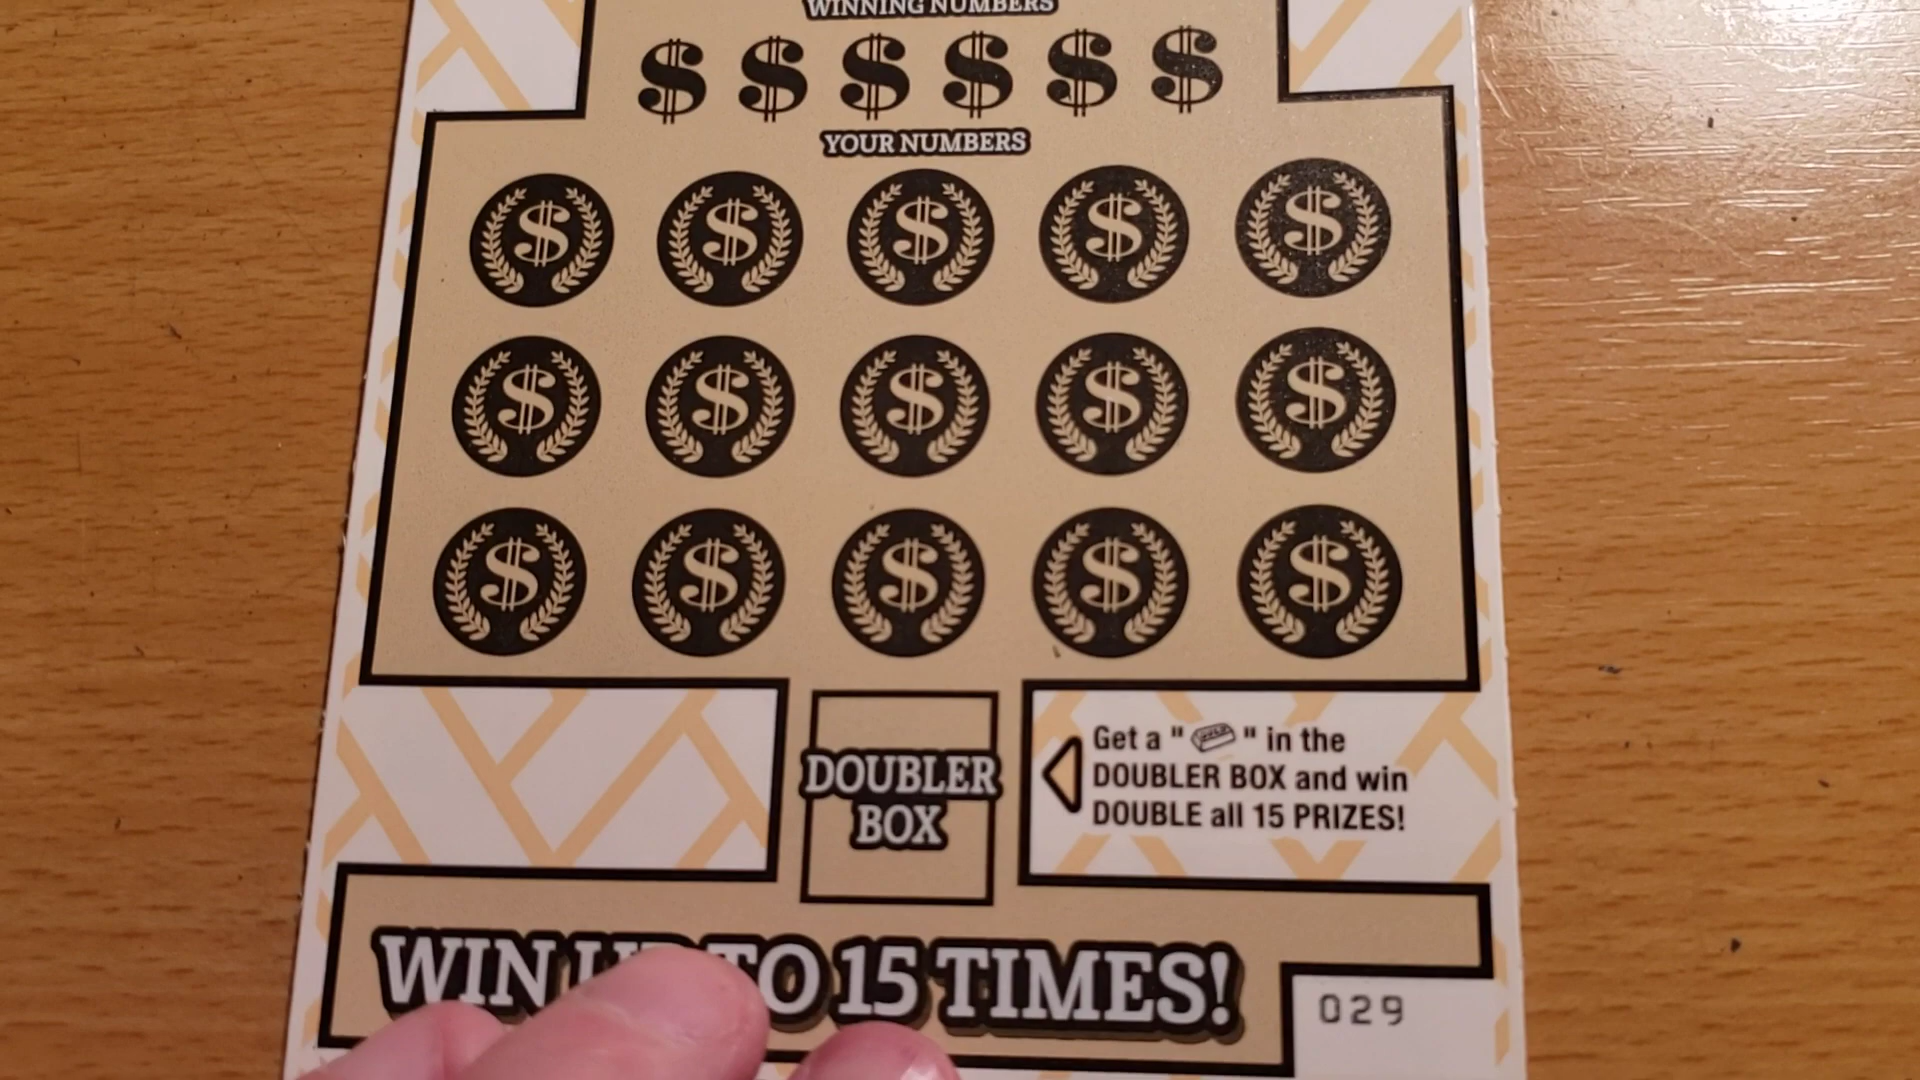 WINNING NUMBERS
$ $ $ $ $ $
YOUR NUMBERS
$ $ $ $ $
$ $ $ $ $
$ $ $ $ $
DOUBLER
BOX
Get a " " in the
DOUBLER BOX and win
DOUBLE all 15 PRIZES!
WIN UP TO 15 TIMES!
029